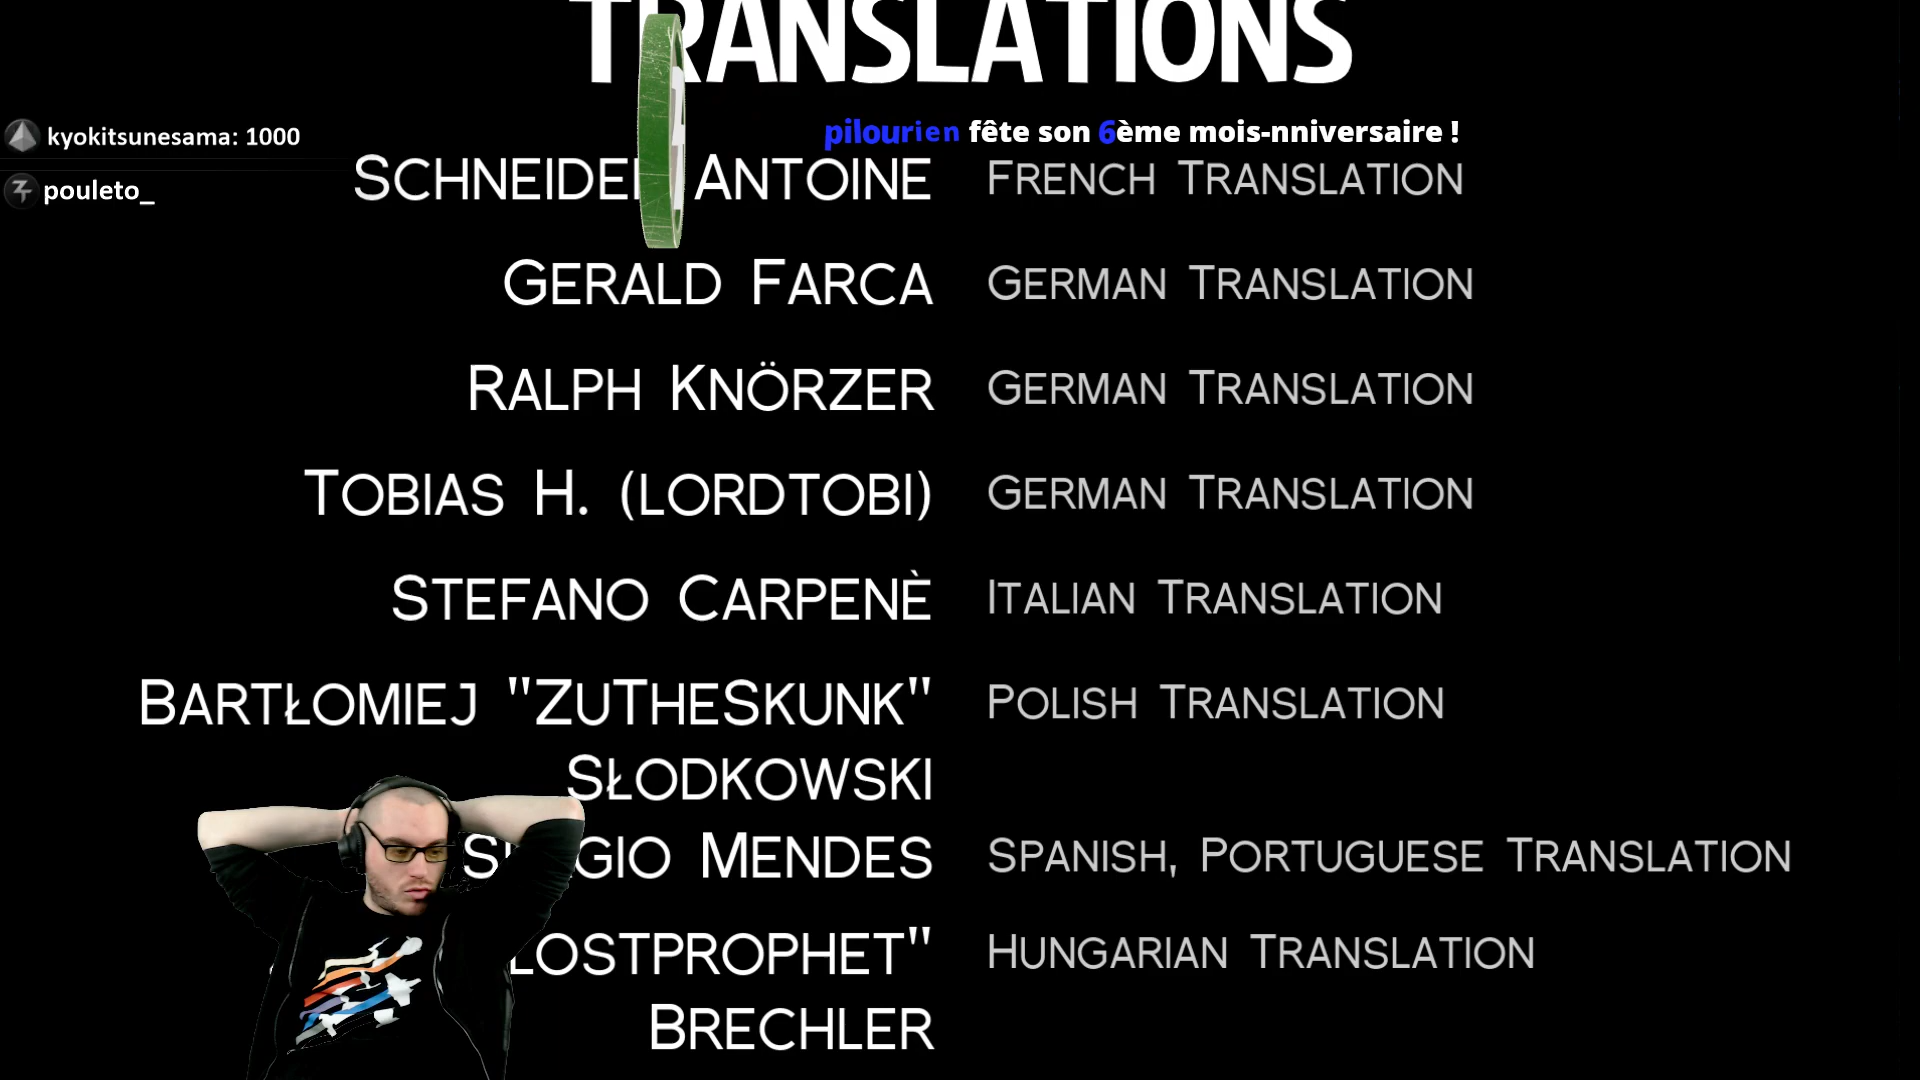 TRANSLATIONS
kyokitsunesama: 1000
pilourien fête son 6ème mois-nniversaire !
pouleto_
ANTOINE FRENCH TRANSLATION
GERALD FARCA GERMAN TRANSLATION
RALPH KNÖRZER GERMAN TRANSLATION
TOBIAS H. (LORDTOBI) GERMAN TRANSLATION
STEFANO CARPENÈ ITALIAN TRANSLATION
BARTŁOMIEJ "ZUTHESKUNK" POLISH TRANSLATION
SŁODKOWSKI
MENDES SPANISH, PORTUGUESE TRANSLATION
LOSTPROPHET" HUNGARIAN TRANSLATION
BRECHLER